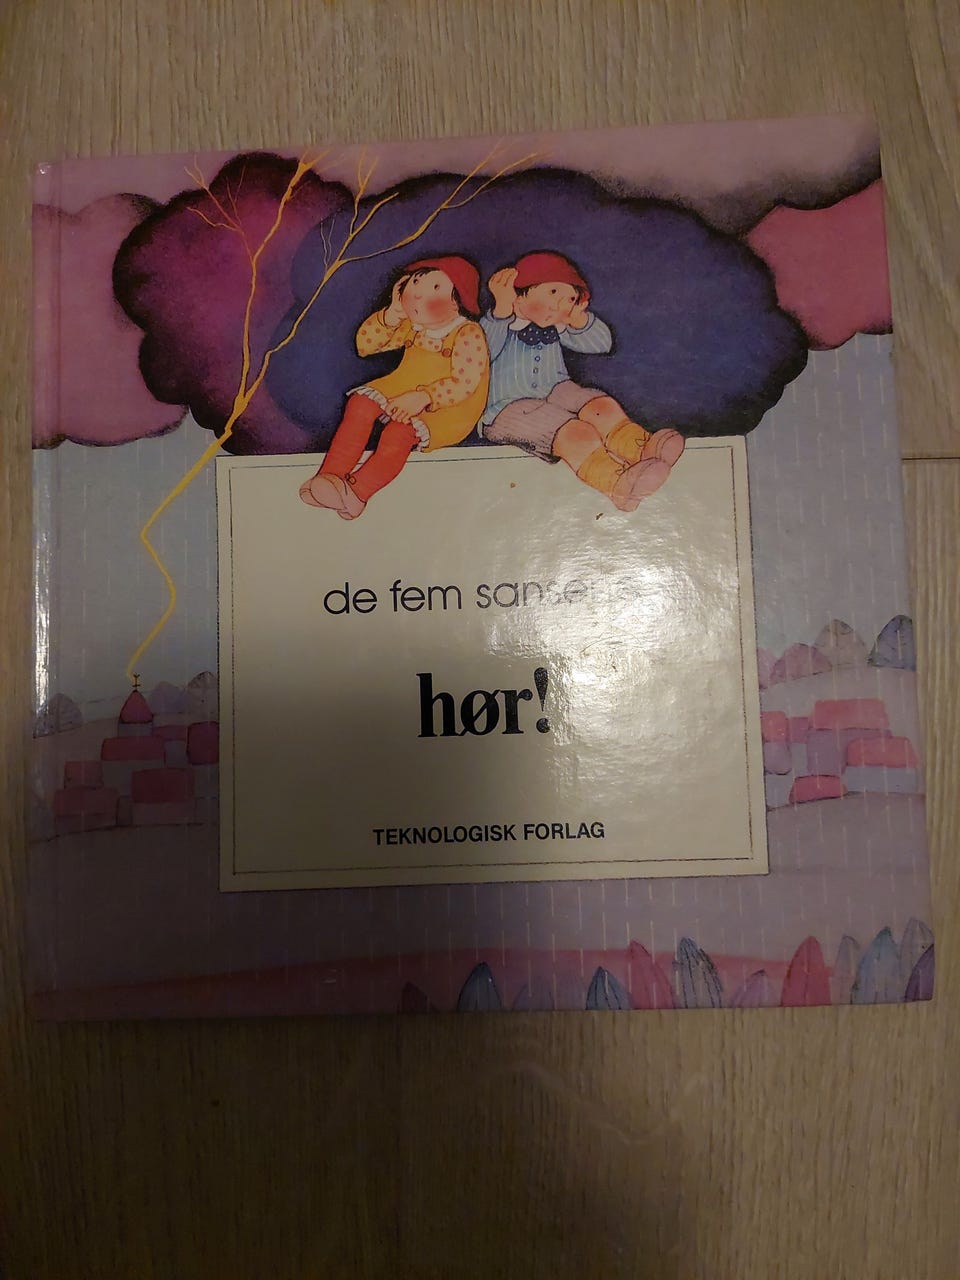 de fem sansene
hør!
TEKNOLOGISK FORLAG